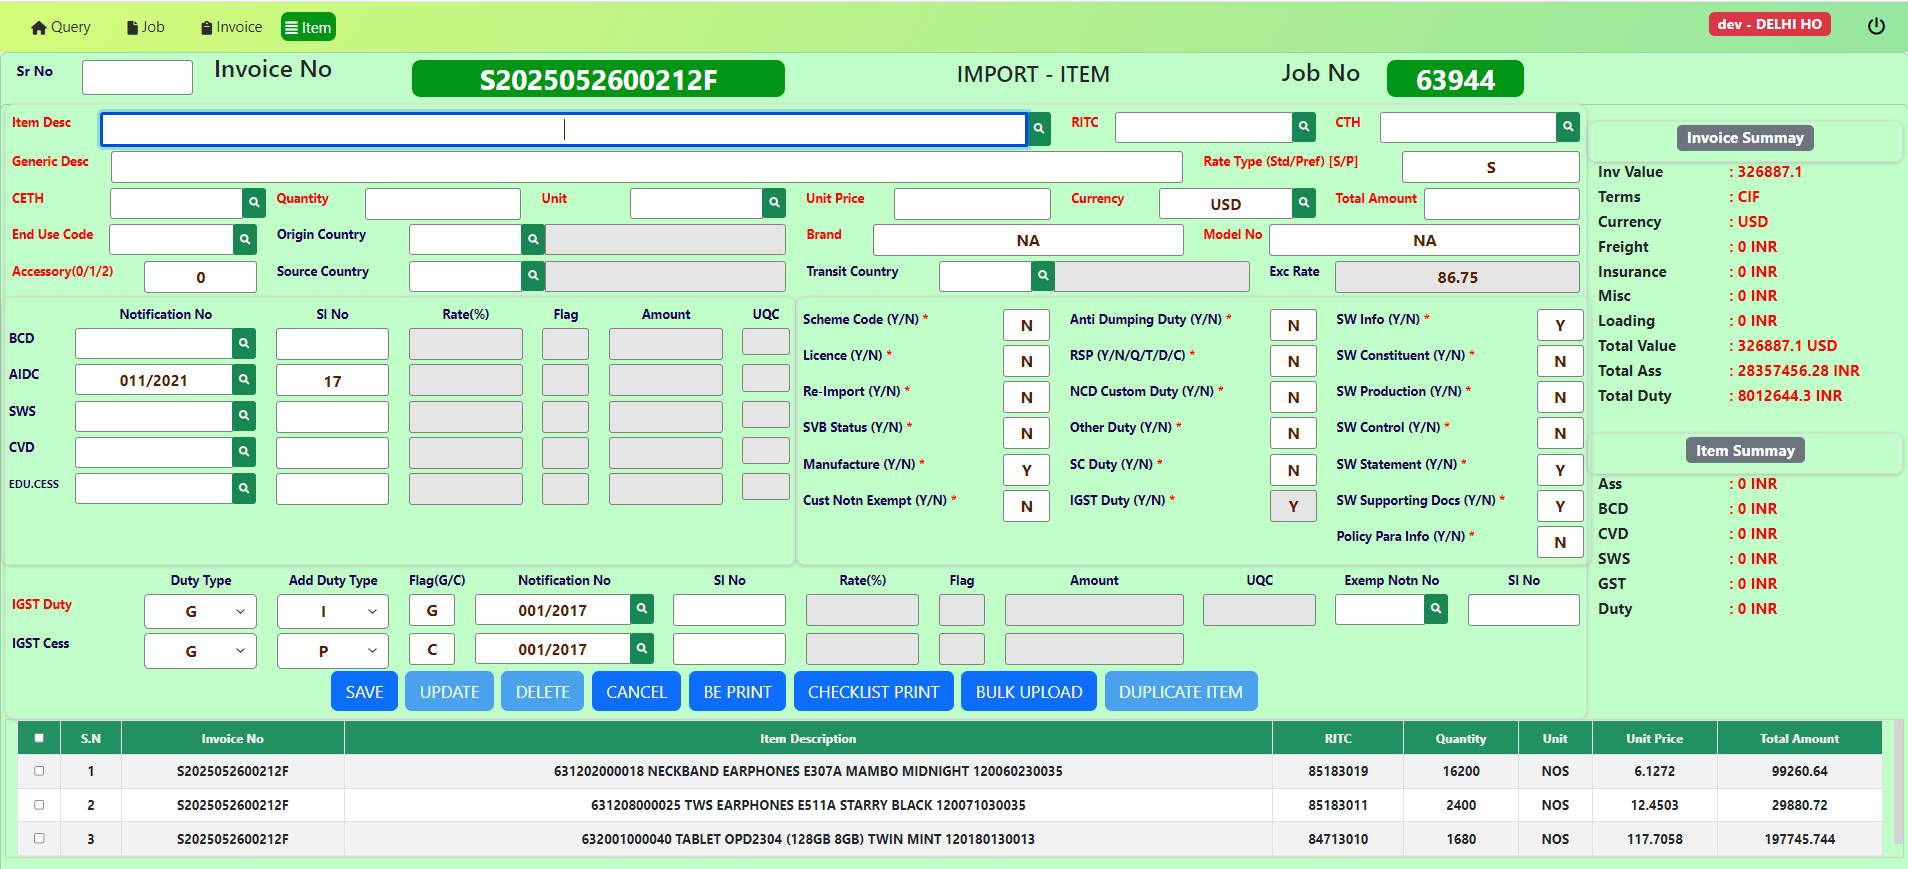 Query Job Invoice Item dev - DELHI HO
Sr No Invoice No S2025052600212F IMPORT - ITEM Job No 63944
Item Desc RITC CTH
Generic Desc Rate Type (Std/Pref) [S/P] S
CETH Quantity Unit Unit Price Currency USD Total Amount
End Use Code Origin Country Brand NA Model No NA
Accessory(0/1/2) 0 Source Country Transit Country Exc Rate 86.75
Notification No Sl No Rate(%) Flag Amount UQC
BCD
AIDC 011/2021 17
SWS
CVD
EDU.CESS
Scheme Code (Y/N) * N Anti Dumping Duty (Y/N) * N SW Info (Y/N) * Y
Licence (Y/N) * N RSP (Y/N/Q/T/D/C) * N SW Constituent (Y/N) * N
Re-Import (Y/N) * N NCD Custom Duty (Y/N) * N SW Production (Y/N) * N
SVB Status (Y/N) * N Other Duty (Y/N) * N SW Control (Y/N) * N
Manufacture (Y/N) * Y SC Duty (Y/N) * N SW Statement (Y/N) * Y
Cust Notn Exempt (Y/N) * N IGST Duty (Y/N) * Y SW Supporting Docs (Y/N) * Y
Policy Para Info (Y/N) * N
Duty Type Add Duty Type Flag(G/C) Notification No Sl No Rate(%) Flag Amount UQC Exemp Notn No Sl No
IGST Duty G I G 001/2017
IGST Cess G P C 001/2017
SAVE UPDATE DELETE CANCEL BE PRINT CHECKLIST PRINT BULK UPLOAD DUPLICATE ITEM
Invoice Summay
Inv Value : 326887.1
Terms : CIF
Currency : USD
Freight : 0 INR
Insurance : 0 INR
Misc : 0 INR
Loading : 0 INR
Total Value : 326887.1 USD
Total Ass : 28357456.28 INR
Total Duty : 8012644.3 INR
Item Summay
Ass : 0 INR
BCD : 0 INR
CVD : 0 INR
SWS : 0 INR
GST : 0 INR
Duty : 0 INR
S.N Invoice No Item Description RITC Quantity Unit Unit Price Total Amount
1 S2025052600212F 631202000018 NECKBAND EARPHONES E307A MAMBO MIDNIGHT 120060230035 85183019 16200 NOS 6.1272 99260.64
2 S2025052600212F 631208000025 TWS EARPHONES E511A STARRY BLACK 120071030035 85183011 2400 NOS 12.4503 29880.72
3 S2025052600212F 632001000040 TABLET OPD2304 (128GB 8GB) TWIN MINT 120180130013 84713010 1680 NOS 117.7058 197745.744